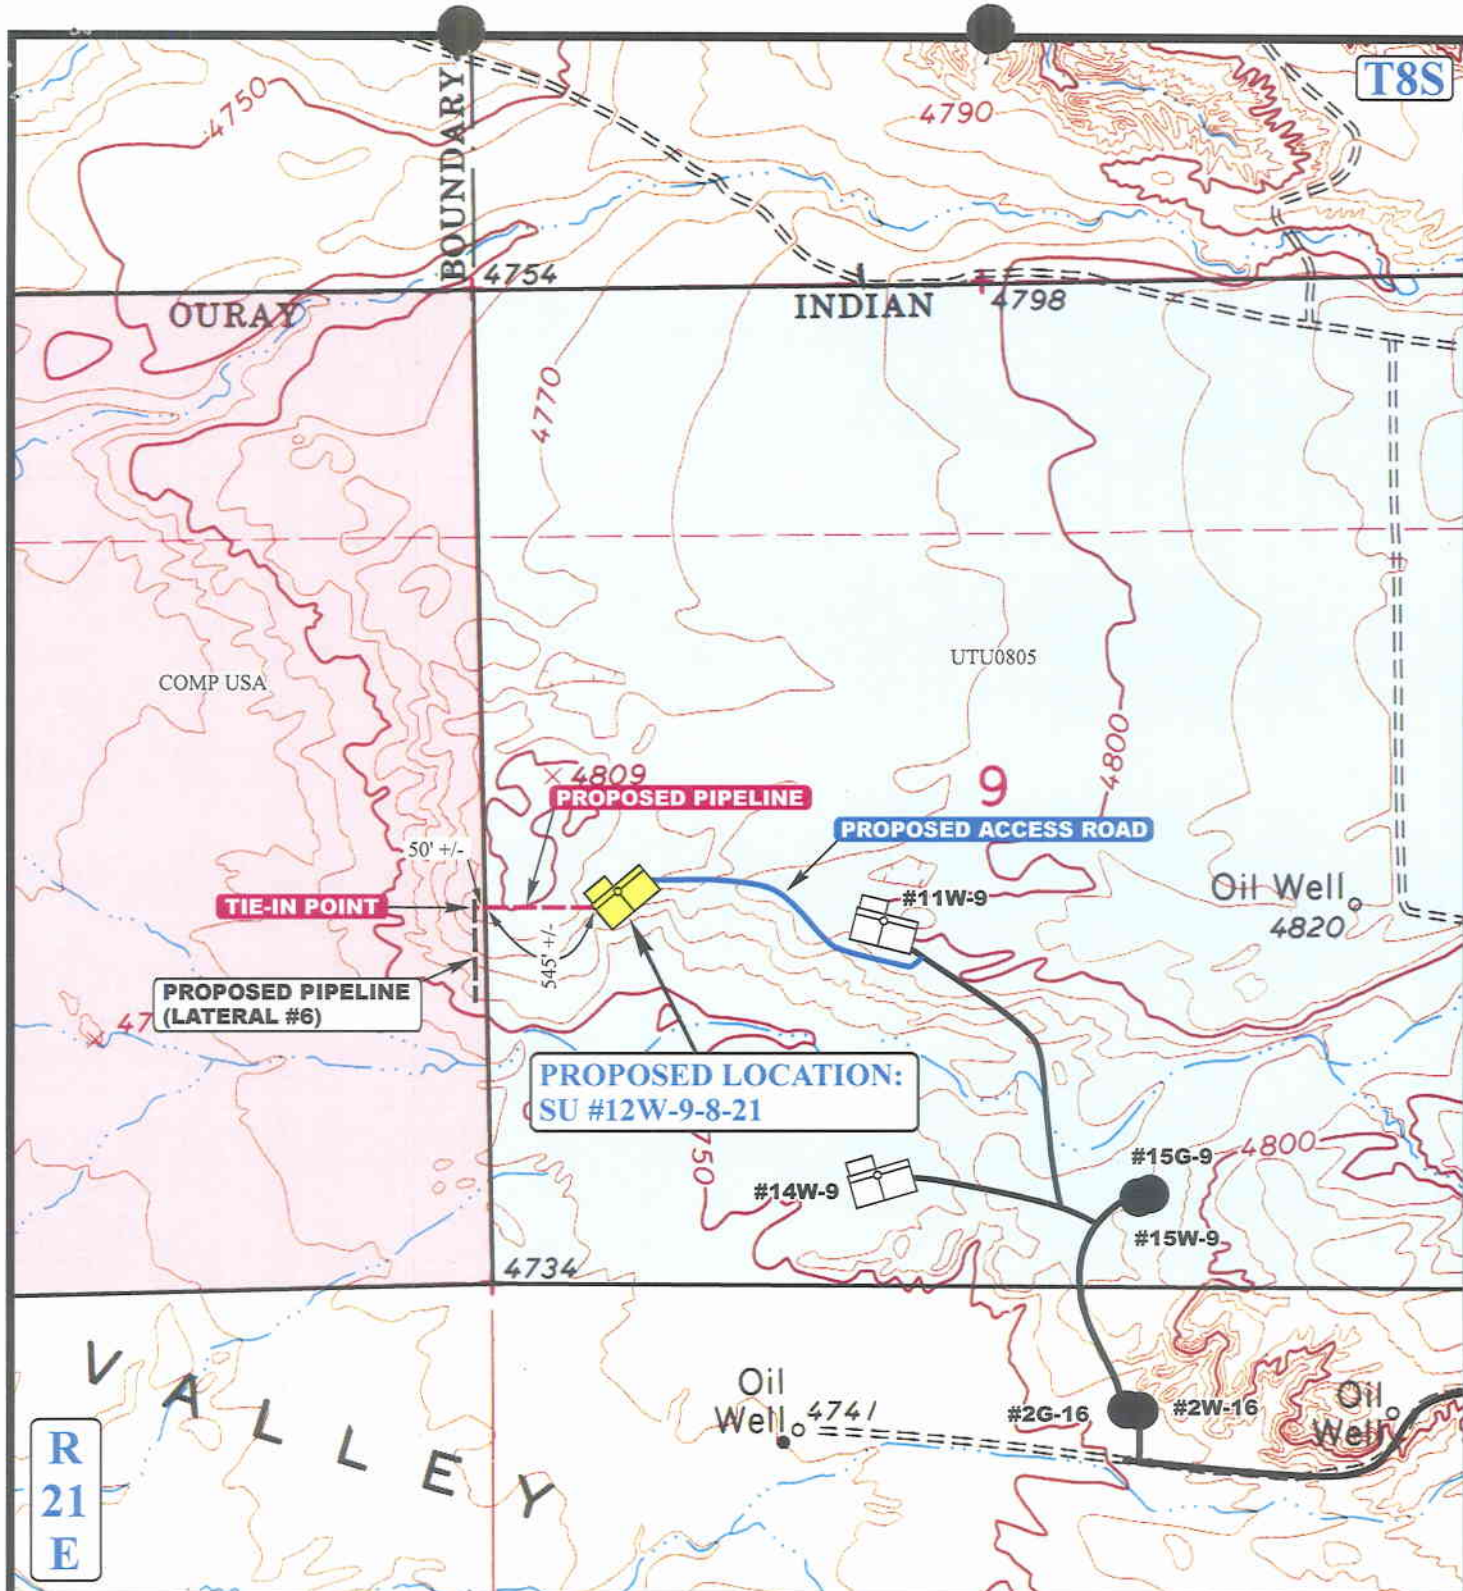 T8S
4750
BOUNDARY
4790
4754
OURAY
INDIAN
4798
4770
COMP USA
UTU0805
4800
4809
9
PROPOSED PIPELINE
PROPOSED ACCESS ROAD
50' +/-
TIE-IN POINT
#11W-9
Oil Well
4820
545' +/-
PROPOSED PIPELINE
(LATERAL #6)
PROPOSED LOCATION:
SU #12W-9-8-21
4800
#15G-9
#14W-9
#15W-9
4734
VALLEY
Oil
Well
4741
#2G-16
#2W-16
Oil
Well
R
21
E